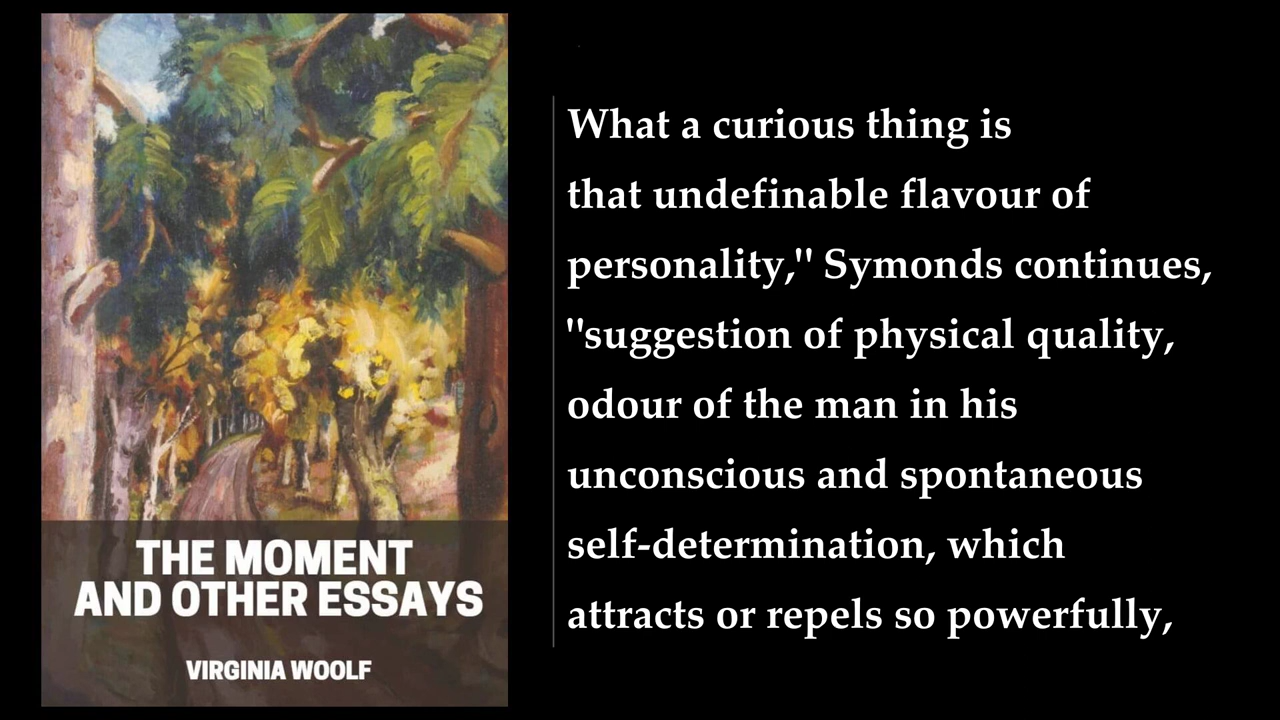 THE MOMENT
AND OTHER ESSAYS
VIRGINIA WOOLF
What a curious thing is
that undefinable flavour of
personality," Symonds continues,
"suggestion of physical quality,
odour of the man in his
unconscious and spontaneous
self-determination, which
attracts or repels so powerfully,